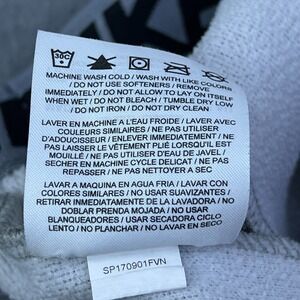 30C
MACHINE WASH COLD / WASH WITH LIKE COLORS
/ DO NOT USE SOFTENERS / REMOVE
IMMEDIATELY / DO NOT ALLOW TO LAY ON ITSELF
WHEN WET / DO NOT BLEACH / TUMBLE DRY LOW
/ DO NOT IRON / DO NOT DRY CLEAN
LAVER EN MACHINE A L'EAU FROIDE / LAVER AVEC
COULEURS SIMILAIRES / NE PAS UTILISER
D'ADOUCISSEUR / ENLEVER IMMÉDIATEMENT / NE
PAS LAISSER LE VÊTEMENT PLIÉ LORSQU'IL EST
MOUILLÉ / NE PAS UTILISER D'EAU DE JAVEL /
SECHER EN MACHINE CYCLE DELICAT / NE PAS
REPASSER / NE PAS NETTOYER A SEC
LAVAR A MAQUINA EN AGUA FRIA / LAVAR CON
COLORES SIMILARES / NO USAR SUAVIZANTES /
RETIRAR INMEDIATAMENTE DE LA LAVADORA / NO
DOBLAR PRENDA MOJADA / NO USAR
BLANQUEADORES / USAR SECADORA CICLO
LENTO / NO PLANCHAR / NO LAVAR EN SECO
SP170901FVN